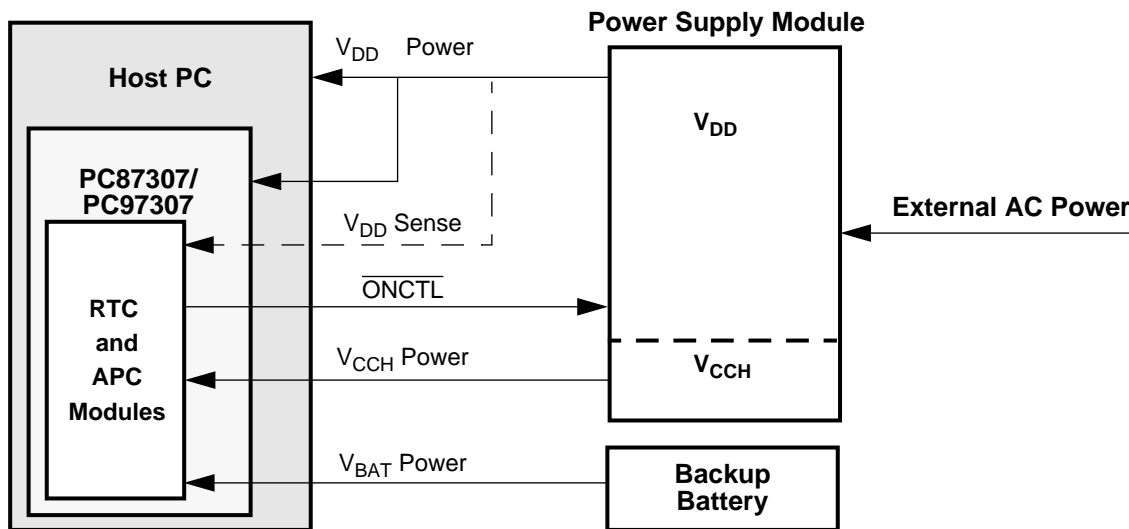 Power Supply Module
VDD Power
Host PC
VDD
PC87307/
PC97307
External AC Power
VDD Sense
ONCTL
RTC
and
APC
Modules
VCCH Power
VCCH
VBAT Power
Backup
Battery